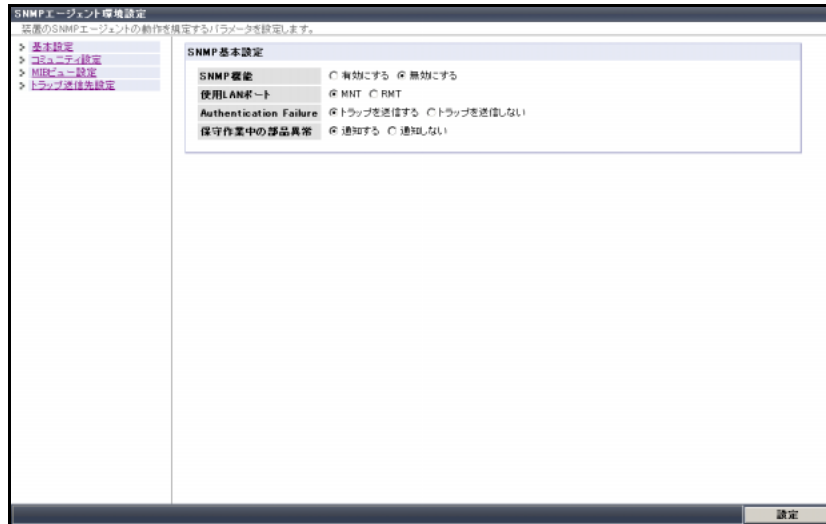 SNMPエージェント環境設定
装置のSNMPエージェントの動作を規定するパラメータを設定します。
> 基本設定
> コミュニティ設定
> MIBビュー設定
> トラップ送信先設定
SNMP基本設定
SNMP機能 有効にする 無効にする
使用LANポート MNT RMT
Authentication Failure トラップを送信する トラップを送信しない
保守作業中の部品異常 通知する 通知しない
設定